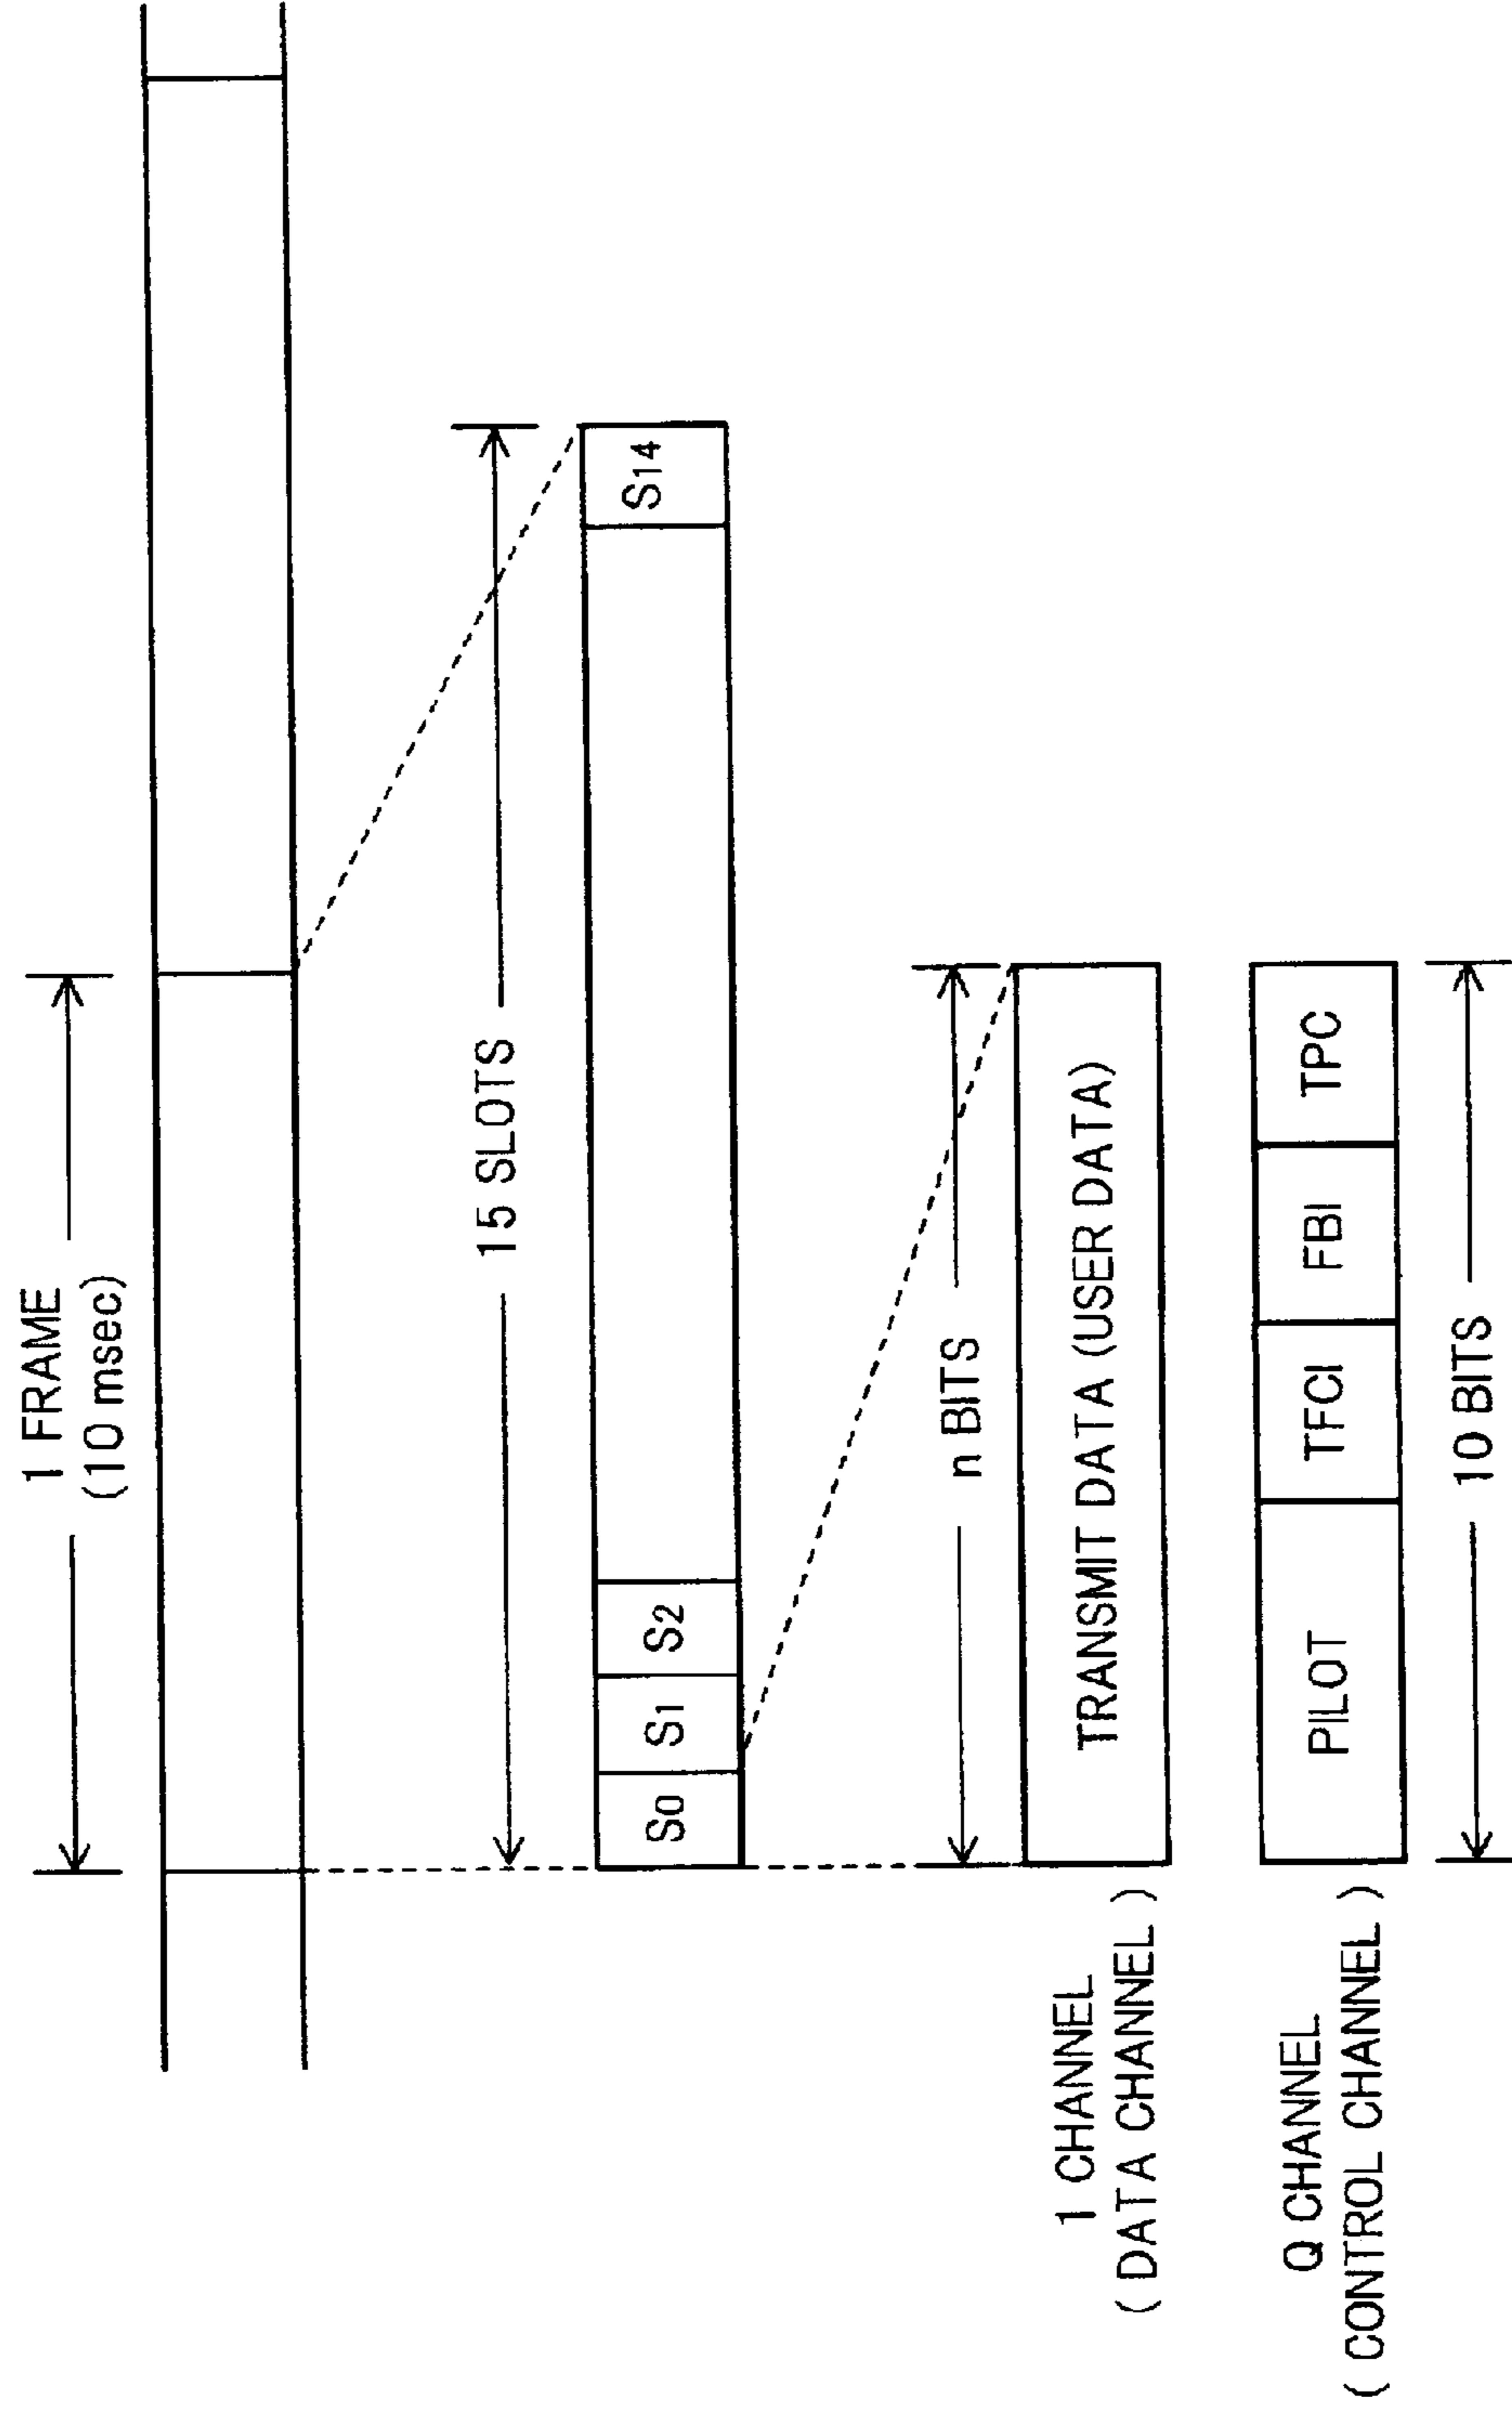 1 FRAME
(10 msec)
15 SLOTS
S0 S1 S2 S14
n BITS
1 CHANNEL
( DATA CHANNEL )
TRANSMIT DATA (USER DATA)
Q CHANNEL
( CONTROL CHANNEL )
PILOT TFCI FBI TPC
10 BITS